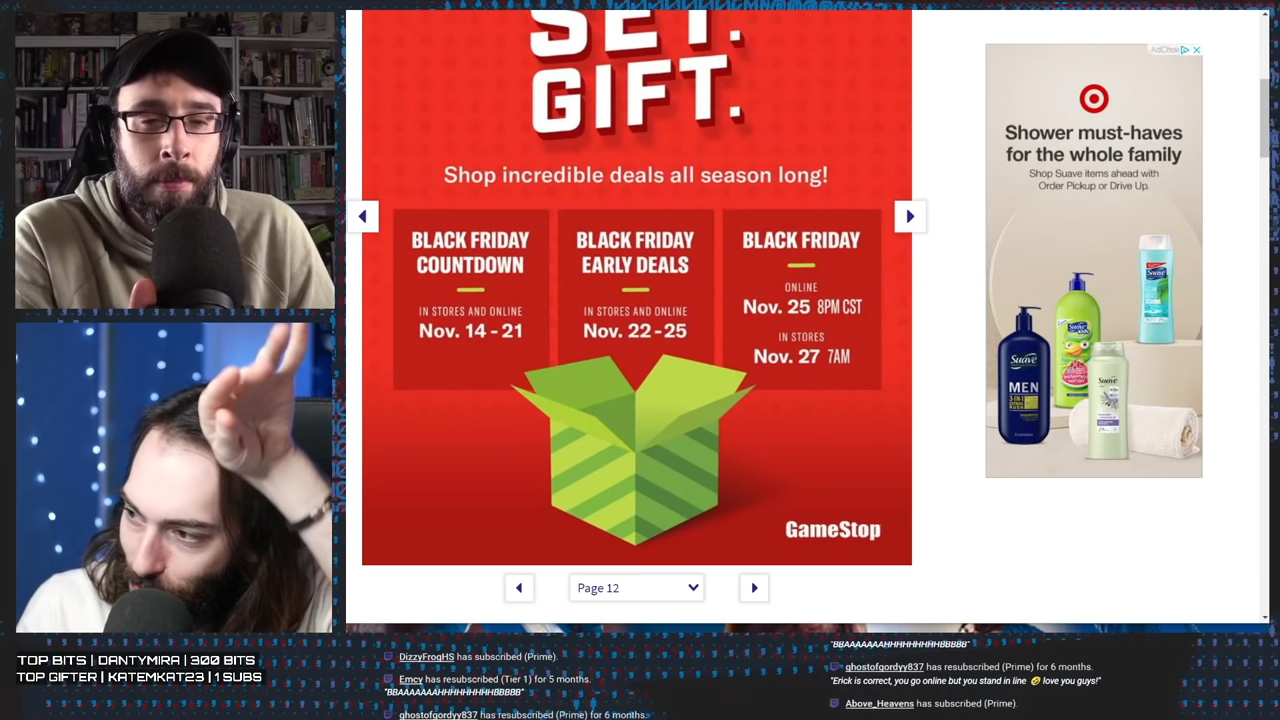 SET.
GIFT.
Shop incredible deals all season long!
BLACK FRIDAY
COUNTDOWN
IN STORES AND ONLINE
Nov. 14 - 21
BLACK FRIDAY
EARLY DEALS
IN STORES AND ONLINE
Nov. 22 - 25
BLACK FRIDAY
ONLINE
Nov. 25 8PM CST
IN STORES
Nov. 27 7AM
GameStop
Page 12
Shower must-haves
for the whole family
Shop Suave items ahead with
Order Pickup or Drive Up.
Suave
MEN
3-IN-1
Suave
Suave
TOP BITS | DANTYMIRA | 300 BITS
TOP GIFTER | KATEMKAT23 | 1 SUBS
DizzyFrogHS has subscribed (Prime).
Emcy has resubscribed (Tier 1) for 5 months.
"BBAAAAAAAHHHHHHHHHBBBBB"
ghostofgordyy837 has resubscribed (Prime) for 6 months.
"BBAAAAAAAHHHHHHHHHBBBBB"
ghostofgordyy837 has resubscribed (Prime) for 6 months.
"Erick is correct, you go online but you stand in line 🤣 love you guys!"
Above_Heavens has subscribed (Prime).